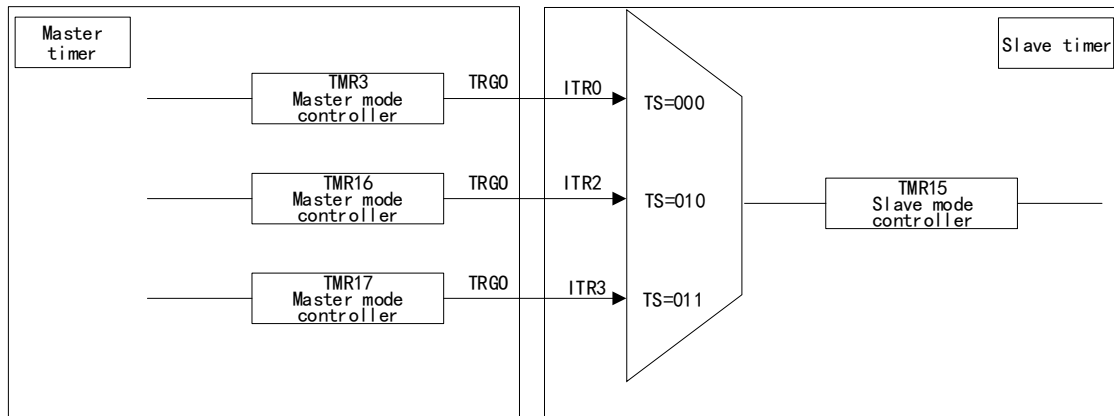 Master
timer
Slave timer
TMR3
Master mode
controller
TRGO
ITR0
TS=000
TMR16
Master mode
controller
TRGO
ITR2
TS=010
TMR15
Slave mode
controller
TMR17
Master mode
controller
TRGO
ITR3
TS=011